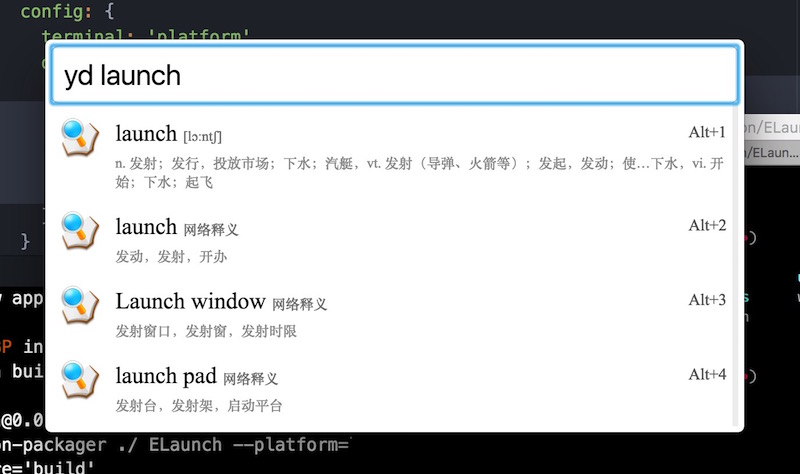 config: {
terminal: 'platform'
yd launch
launch [lɔ:ntʃ] Alt+1
n. 发射；发行，投放市场；下水；汽艇，vt. 发射（导弹、火箭等）；发起，发动；使…下水，vi. 开
始；下水；起飞
launch 网络释义 Alt+2
发动，发射，开办
Launch window 网络释义 Alt+3
发射窗口，发射窗，发射时限
launch pad 网络释义 Alt+4
发射台，发射架，启动平台
on/ELau
n/ELaun...
}
w app
P in
bui
n@0.0
on-packager ./ ELaunch --platform=
re='build'